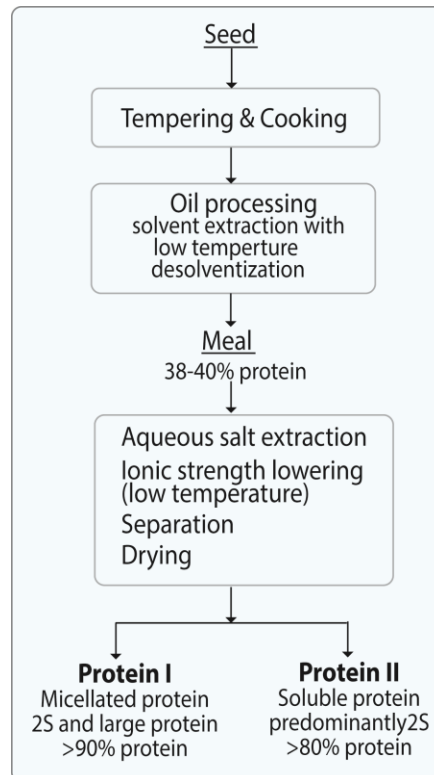 Seed
Tempering & Cooking
Oil processing
solvent extraction with
low temperture
desolventization
Meal
38-40% protein
Aqueous salt extraction
Ionic strength lowering
(low temperature)
Separation
Drying
Protein I
Micellated protein
2S and large protein
>90% protein
Protein II
Soluble protein
predominantly2S
>80% protein